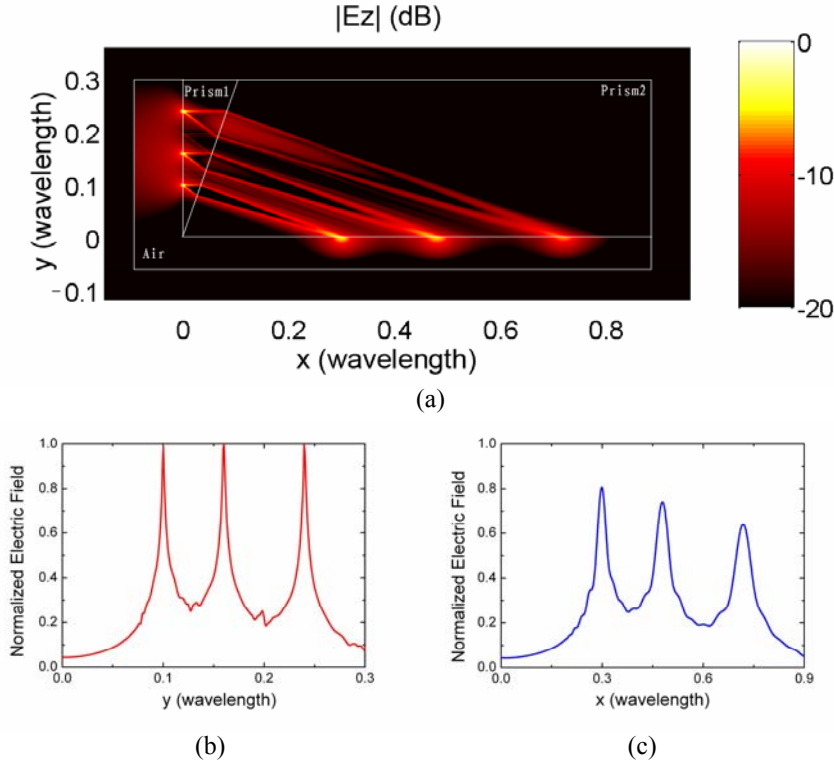 |Ez| (dB)
0.3
0.2
0.1
0
-0.1
y (wavelength)
Prism1
Prism2
Air
0
0.2
0.4
0.6
0.8
x (wavelength)
0
-10
-20
(a)
1.0
0.8
0.6
0.4
0.2
0.0
Normalized Electric Field
0.0
0.1
0.2
0.3
y (wavelength)
(b)
1.0
0.8
0.6
0.4
0.2
0.0
Normalized Electric Field
0.0
0.3
0.6
0.9
x (wavelength)
(c)